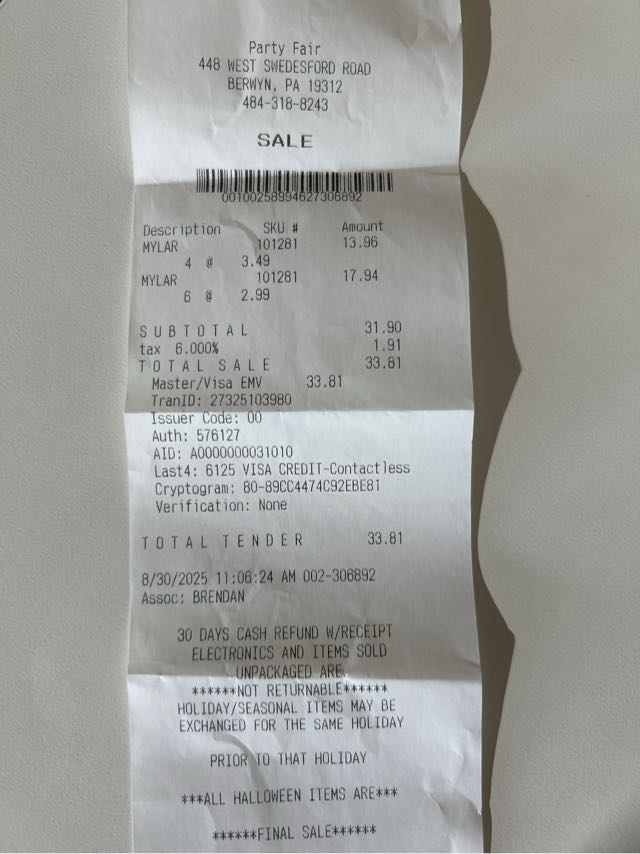 Party Fair
448 WEST SWEDESFORD ROAD
BERWYN, PA 19312
484-318-8243
SALE
00100258994627306892
Description SKU # Amount
MYLAR 101281 13.96
4 @ 3.49
MYLAR 101281 17.94
6 @ 2.99
SUBTOTAL 31.90
tax 6.000% 1.91
TOTAL SALE 33.81
Master/Visa EMV 33.81
TranID: 27325103980
Issuer Code: 00
Auth: 576127
AID: A0000000031010
Last4: 6125 VISA CREDIT-Contactless
Cryptogram: 80-89CC4474C92EBE81
Verification: None
TOTAL TENDER 33.81
8/30/2025 11:06:24 AM 002-306892
Assoc: BRENDAN
30 DAYS CASH REFUND W/RECEIPT
ELECTRONICS AND ITEMS SOLD
UNPACKAGED ARE
******NOT RETURNABLE******
HOLIDAY/SEASONAL ITEMS MAY BE
EXCHANGED FOR THE SAME HOLIDAY
PRIOR TO THAT HOLIDAY
***ALL HALLOWEEN ITEMS ARE***
******FINAL SALE******